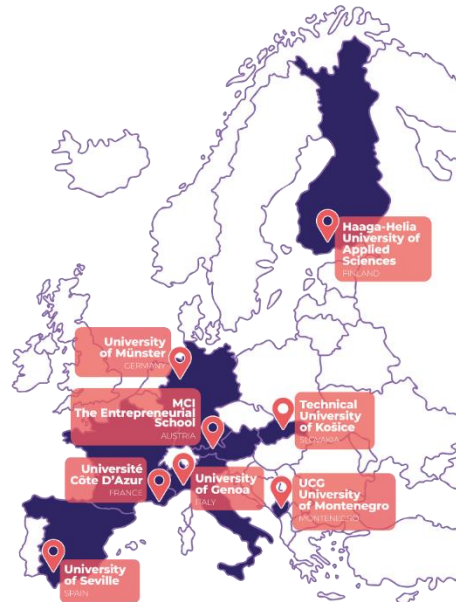 Haaga-Helia
University of
Applied
Sciences
FINLAND
University
of Münster
GERMANY
MCI
The Entrepreneurial
School
AUSTRIA
Technical
University
of Košice
SLOVAKIA
Université
Côte D'Azur
FRANCE
University
of Genoa
ITALY
UCG
University
of Montenegro
MONTENEGRO
University
of Seville
SPAIN